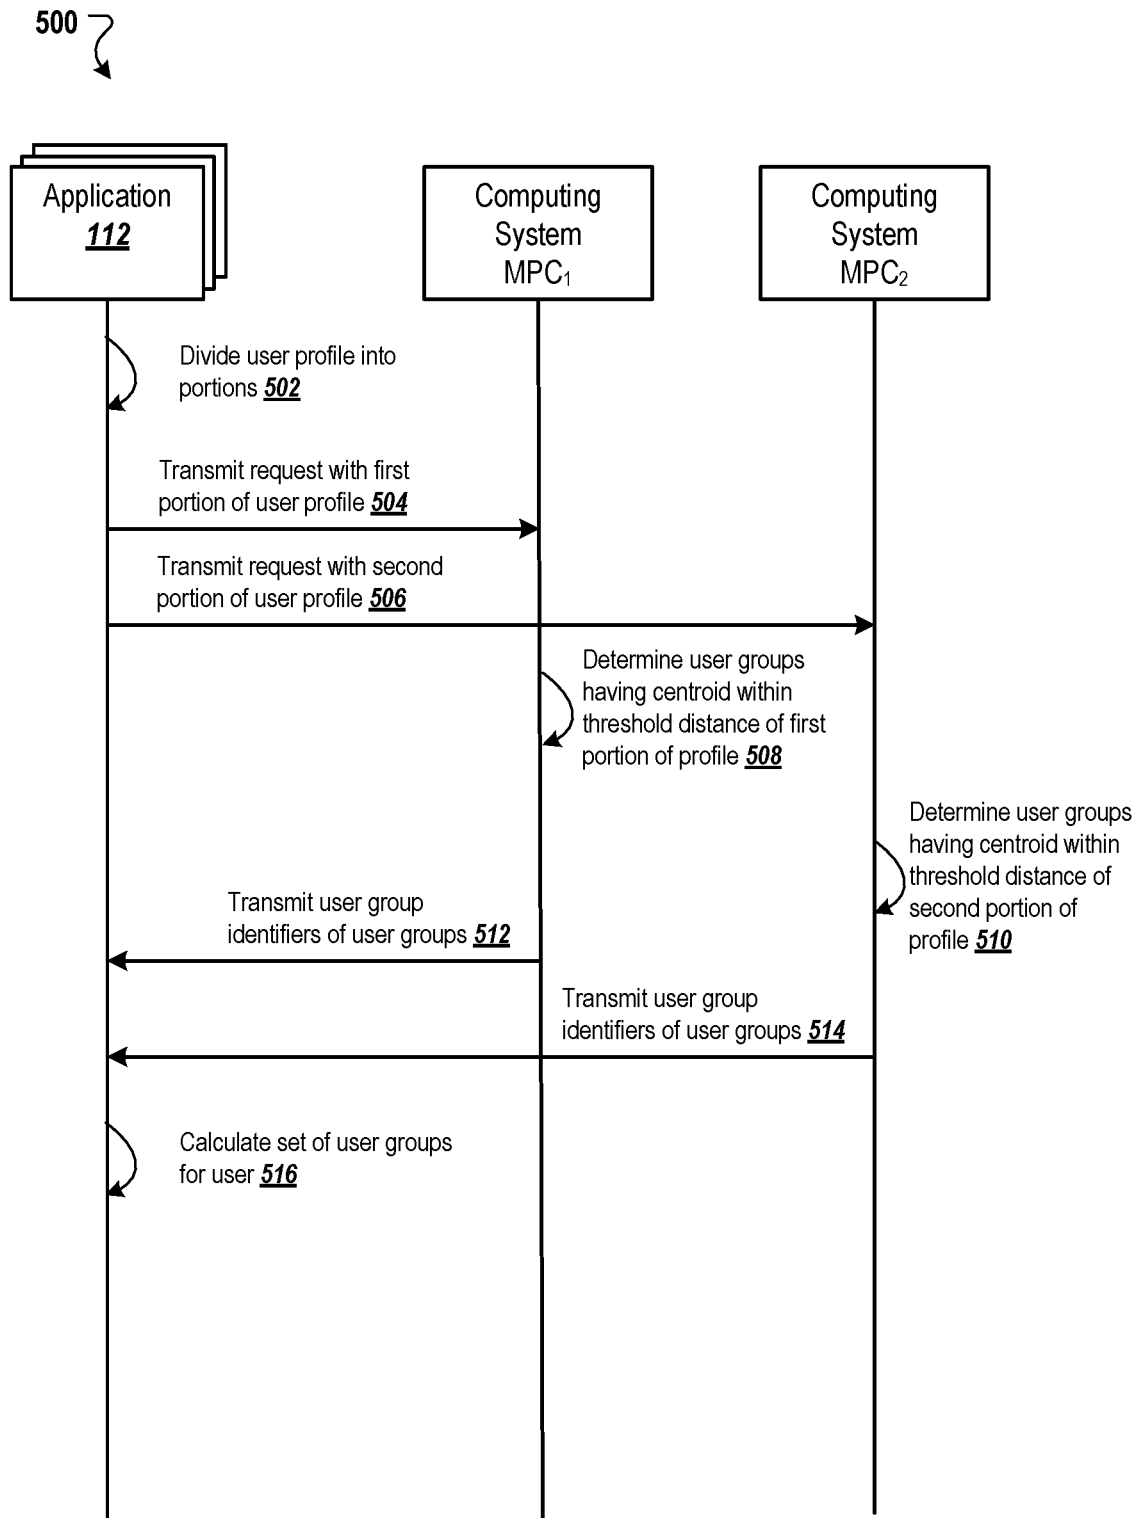 500
Application
112
Computing
System
MPC₁
Computing
System
MPC₂
Divide user profile into
portions 502
Transmit request with first
portion of user profile 504
Transmit request with second
portion of user profile 506
Determine user groups
having centroid within
threshold distance of first
portion of profile 508
Determine user groups
having centroid within
threshold distance of
second portion of
profile 510
Transmit user group
identifiers of user groups 512
Transmit user group
identifiers of user groups 514
Calculate set of user groups
for user 516